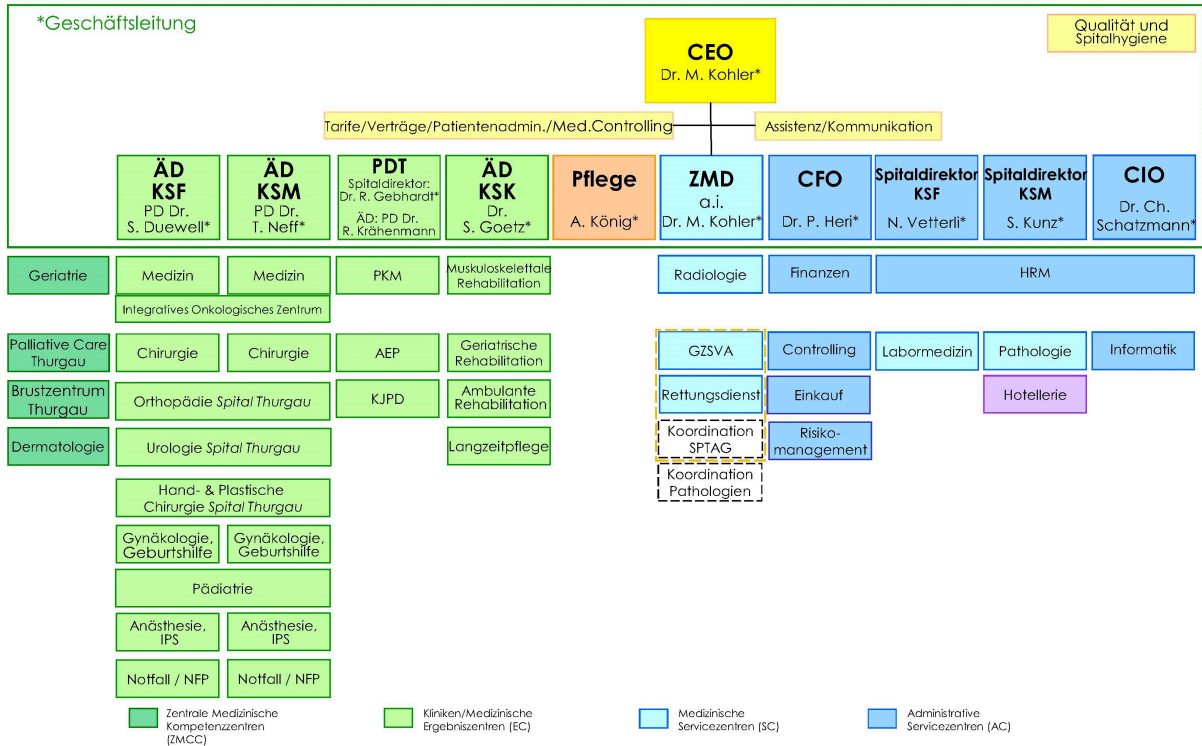 *Geschäftsleitung
Qualität und
Spitalhygiene
CEO
Dr. M. Kohler*
Tarife/Verträge/Patientenadmin./Med.Controlling
Assistenz/Kommunikation
ÄD
KSF
PD Dr.
S. Duewell*
ÄD
KSM
PD Dr.
T. Neff*
PDT
Spitaldirektor:
Dr. R. Gebhardt*
ÄD: PD Dr.
R. Krähenmann
ÄD
KSK
Dr.
S. Goetz*
Pflege
A. König*
ZMD
a.i.
Dr. M. Kohler*
CFO
Dr. P. Heri*
Spitaldirektor
KSF
N. Vetterli*
Spitaldirektor
KSM
S. Kunz*
CIO
Dr. Ch.
Schatzmann*
Geriatrie
Medizin
Medizin
PKM
Muskuloskelettale
Rehabilitation
Radiologie
Finanzen
HRM
Integratives Onkologisches Zentrum
Palliative Care
Thurgau
Chirurgie
Chirurgie
AEP
Geriatrische
Rehabilitation
GZSVA
Controlling
Labormedizin
Pathologie
Informatik
Brustzentrum
Thurgau
Orthopädie Spital Thurgau
KJPD
Ambulante
Rehabilitation
Rettungsdienst
Einkauf
Hotellerie
Dermatologie
Urologie Spital Thurgau
Langzeitpflege
Koordination
SPTAG
Risiko-
management
Hand- & Plastische
Chirurgie Spital Thurgau
Koordination
Pathologien
Gynäkologie,
Geburtshilfe
Gynäkologie,
Geburtshilfe
Pädiatrie
Anästhesie,
IPS
Anästhesie,
IPS
Notfall / NFP
Notfall / NFP
Zentrale Medizinische
Kompetenzzentren
(ZMCC)
Kliniken/Medizinische
Ergebniszentren (EC)
Medizinische
Servicezentren (SC)
Administrative
Servicezentren (AC)